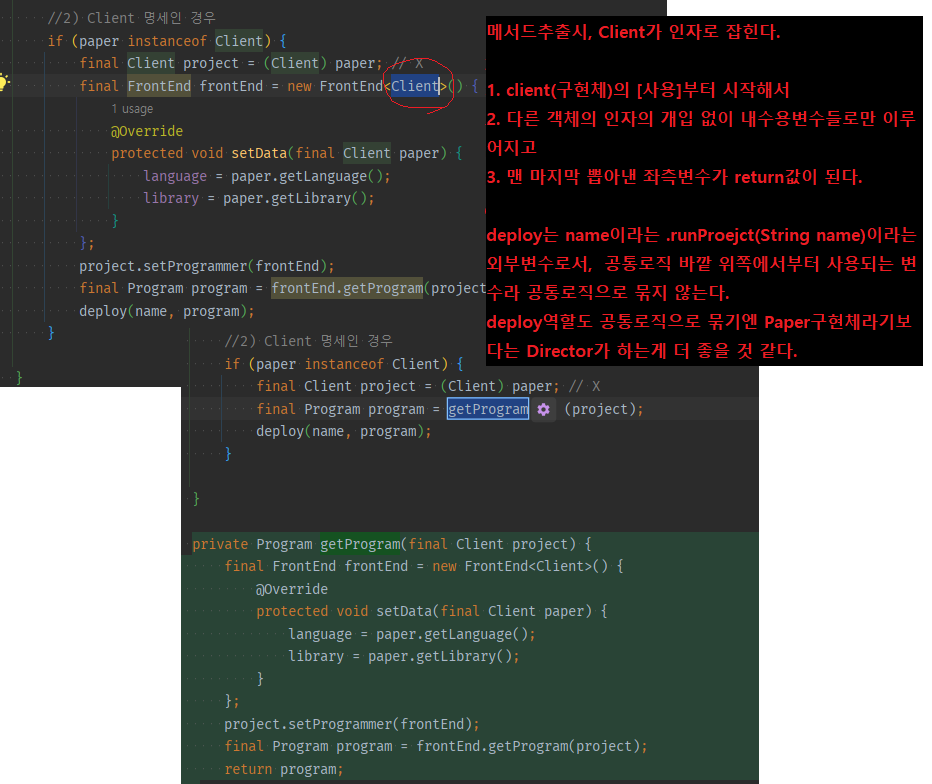 //2) Client 명세인 경우
if (paper instanceof Client) {
final Client project = (Client) paper; // X
final FrontEnd frontEnd = new FrontEnd<Client>() {
1 usage
@Override
protected void setData(final Client paper) {
language = paper.getLanguage();
library = paper.getLibrary();
}
};
project.setProgrammer(frontEnd);
final Program program = frontEnd.getProgram(project
deploy(name, program);
}
}
메서드추출시, Client가 인자로 잡힌다.
1. client(구현체)의 [사용]부터 시작해서
2. 다른 객체의 인자의 개입 없이 내수용변수들로만 이루
어지고
3. 맨 마지막 뽑아낸 좌측변수가 return값이 된다.
deploy는 name이라는 .runProejct(String name)이라는
외부변수로서, 공통로직 바깥 위쪽에서부터 사용되는 변
수라 공통로직으로 묶지 않는다.
deploy역할도 공통로직으로 묶기엔 Paper구현체라기보
다는 Director가 하는게 더 좋을 것 같다.
//2) Client 명세인 경우
if (paper instanceof Client) {
final Client project = (Client) paper; // X
final Program program = getProgram (project);
deploy(name, program);
}
}
private Program getProgram(final Client project) {
final FrontEnd frontEnd = new FrontEnd<Client>() {
@Override
protected void setData(final Client paper) {
language = paper.getLanguage();
library = paper.getLibrary();
}
};
project.setProgrammer(frontEnd);
final Program program = frontEnd.getProgram(project);
return program;